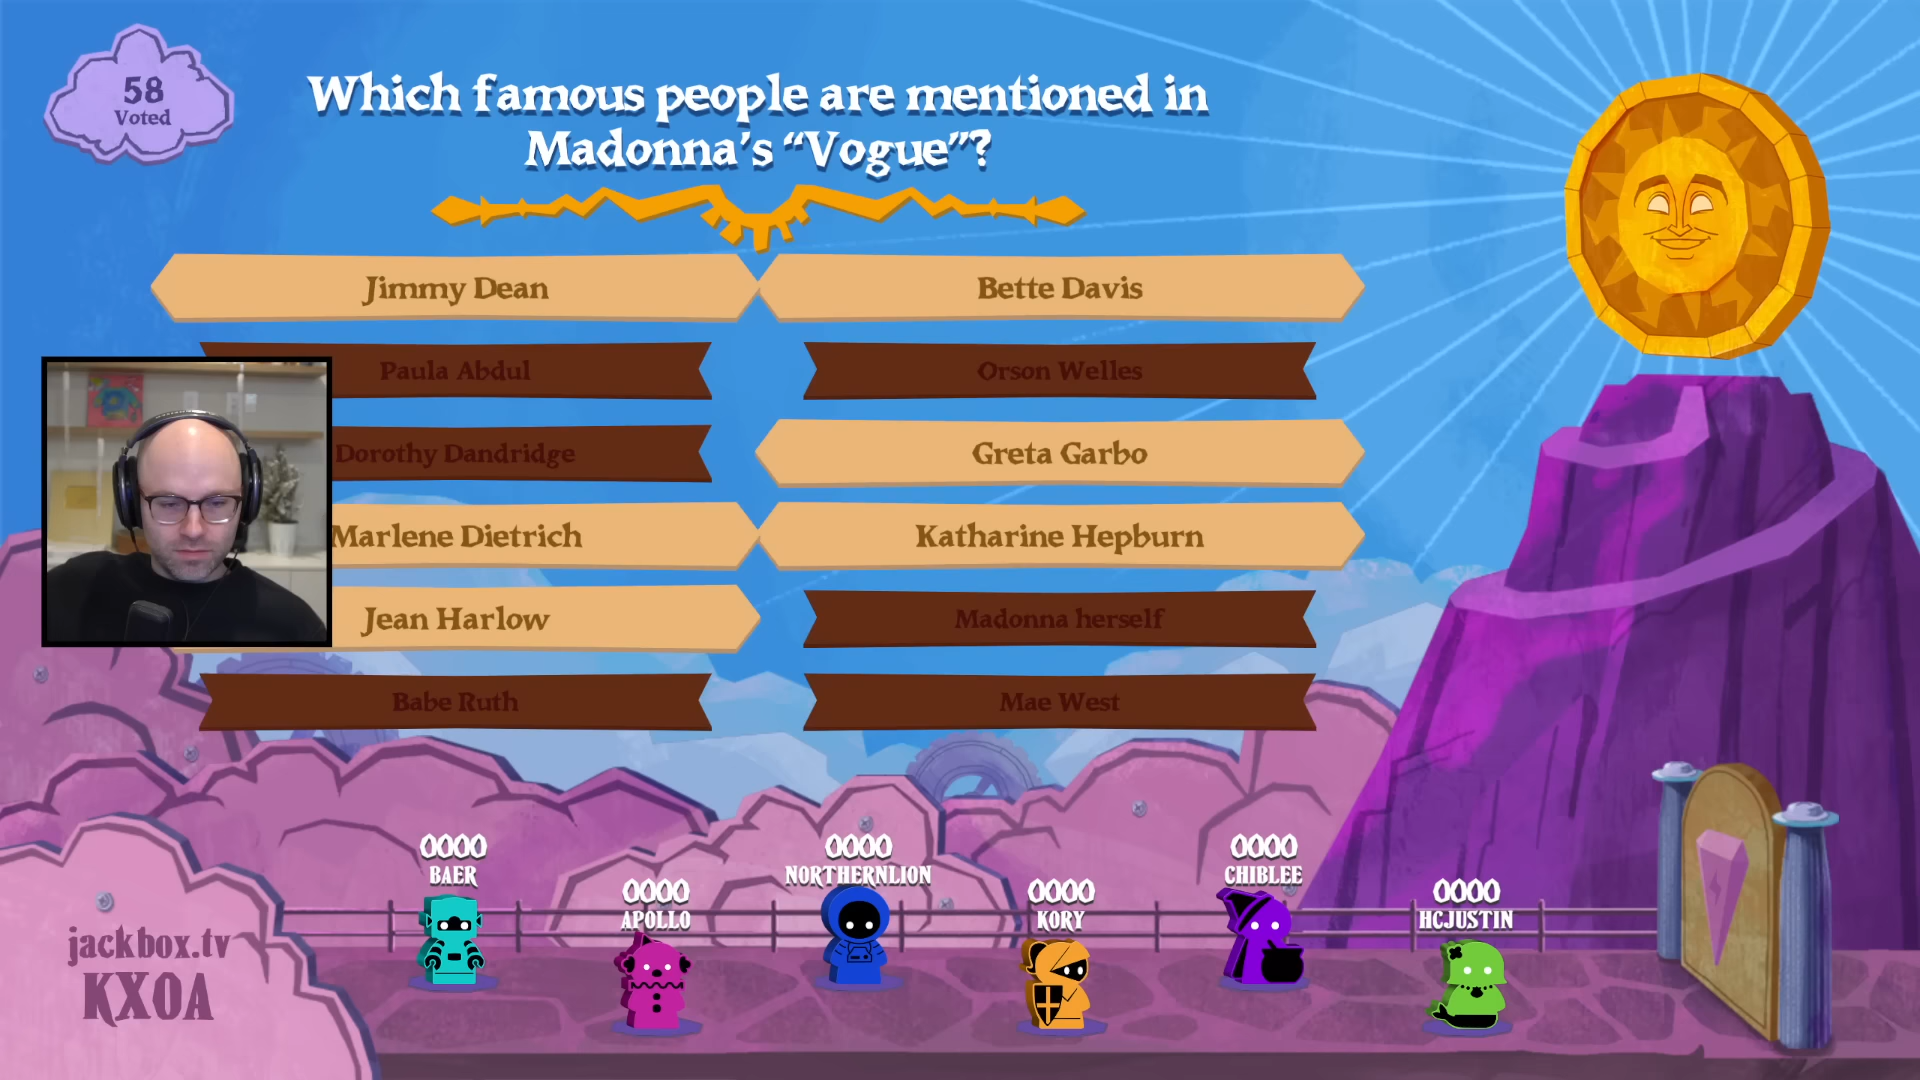 58
Voted
Which famous people are mentioned in
Madonna's “Vogue”?
Jimmy Dean
Bette Davis
Paula Abdul
Orson Welles
Dorothy Dandridge
Greta Garbo
Marlene Dietrich
Katharine Hepburn
Jean Harlow
Madonna herself
Babe Ruth
Mae West
0000
BAER
0000
APOLLO
0000
NORTHERNLION
0000
KORY
0000
CHIBLEE
0000
HCJUSTIN
jackbox.tv
KXOA